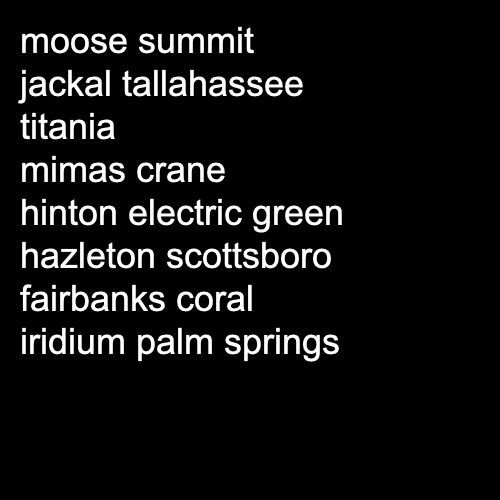 moose summit
jackal tallahassee
titania
mimas crane
hinton electric green
hazleton scottsboro
fairbanks coral
iridium palm springs